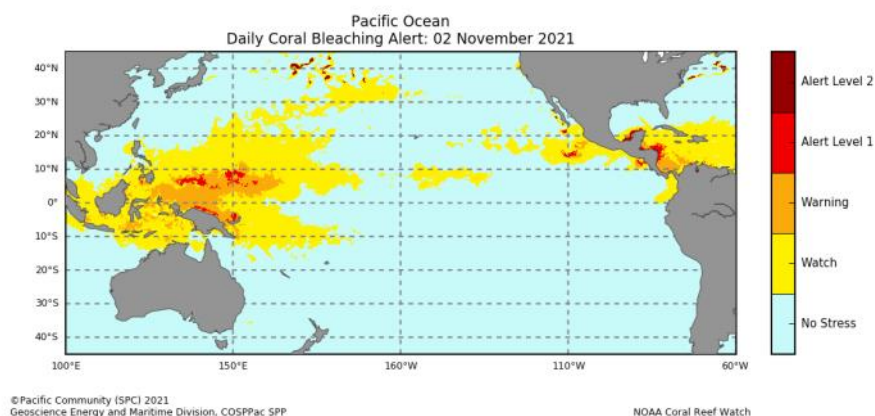 Pacific Ocean
Daily Coral Bleaching Alert: 02 November 2021
40°N
30°N
20°N
10°N
0°
10°S
20°S
30°S
40°S
100°E
150°E
160°W
110°W
60°W
Alert Level 2
Alert Level 1
Warning
Watch
No Stress
©Pacific Community (SPC) 2021
Geoscience Energy and Maritime Division, COSPPac SPP
NOAA Coral Reef Watch